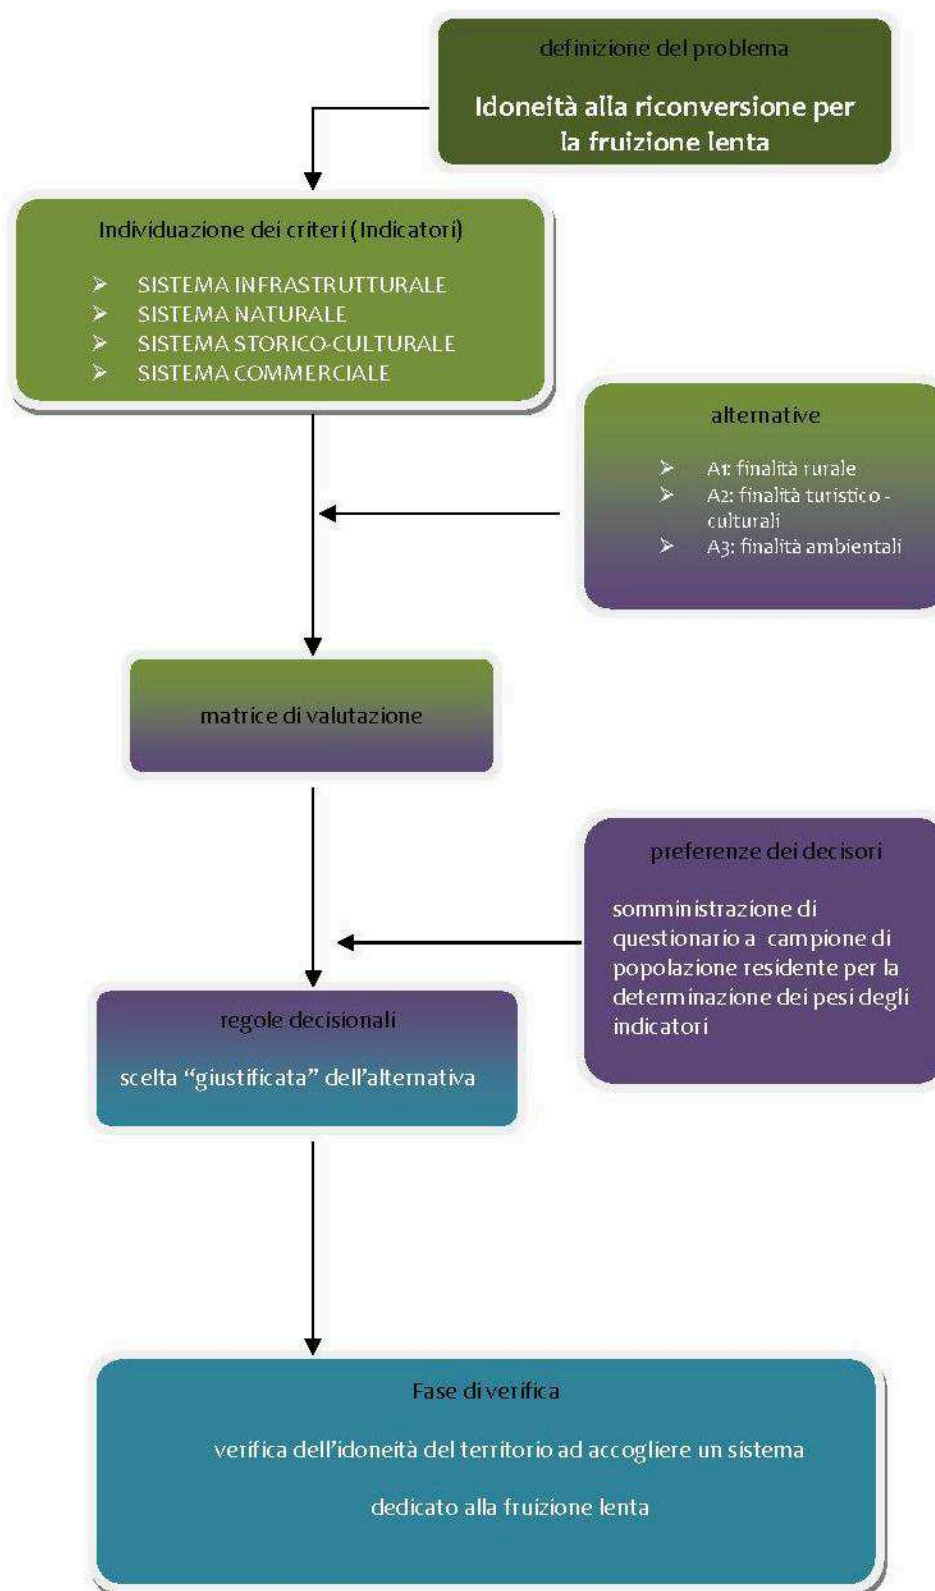 definizione del problema
Idoneità alla riconversione per
la fruizione lenta
Individuazione dei criteri (Indicatori)
➢ SISTEMA INFRASTRUTTURALE
➢ SISTEMA NATURALE
➢ SISTEMA STORICO-CULTURALE
➢ SISTEMA COMMERCIALE
alternative
➢ A1: finalità rurale
➢ A2: finalità turistico -
culturali
➢ A3: finalità ambientali
matrice di valutazione
preferenze dei decisori
somministrazione di
questionario a campione di
popolazione residente per la
determinazione dei pesi degli
indicatori
regole decisionali
scelta “giustificata” dell’alternativa
Fase di verifica
verifica dell’idoneità del territorio ad accogliere un sistema
dedicato alla fruizione lenta